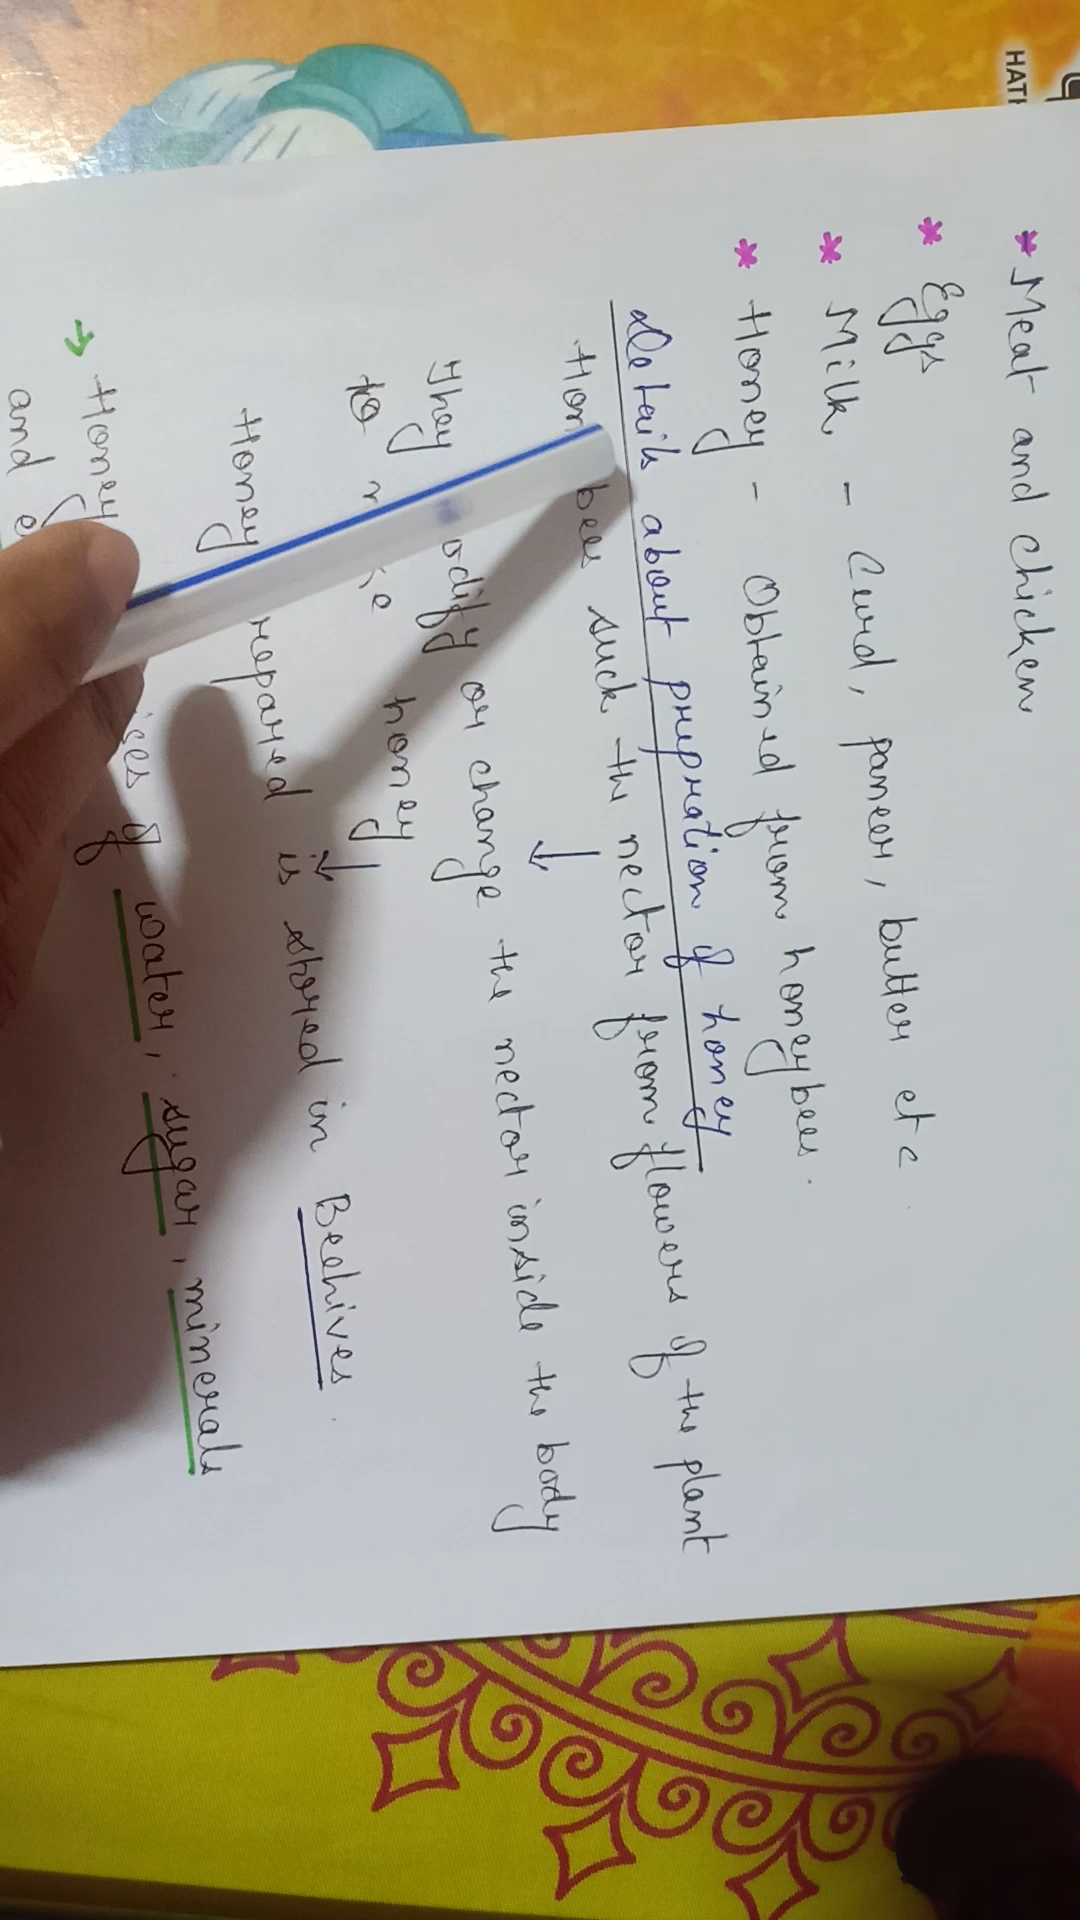 * Meat and chicken
* Eggs
* Milk - Curd, paneer, butter etc
* Honey - Obtained from honeybees.
Details about prepration of honey
Hon bees suck the nector from flowers of the plant
↓
They odify or change the nector inside the body
to honey
↓
Honey repared is stored in Beehives.
→ Honey of water, sugar, minerals
and
HATH